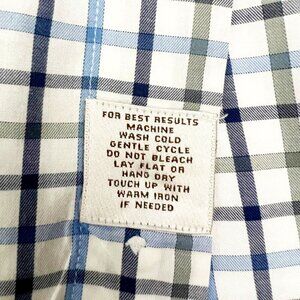 FOR BEST RESULTS
MACHINE
WASH COLD
GENTLE CYCLE
DO NOT BLEACH
LAY FLAT OR
HAND DRY
TOUCH UP WITH
WARM IRON
IF NEEDED